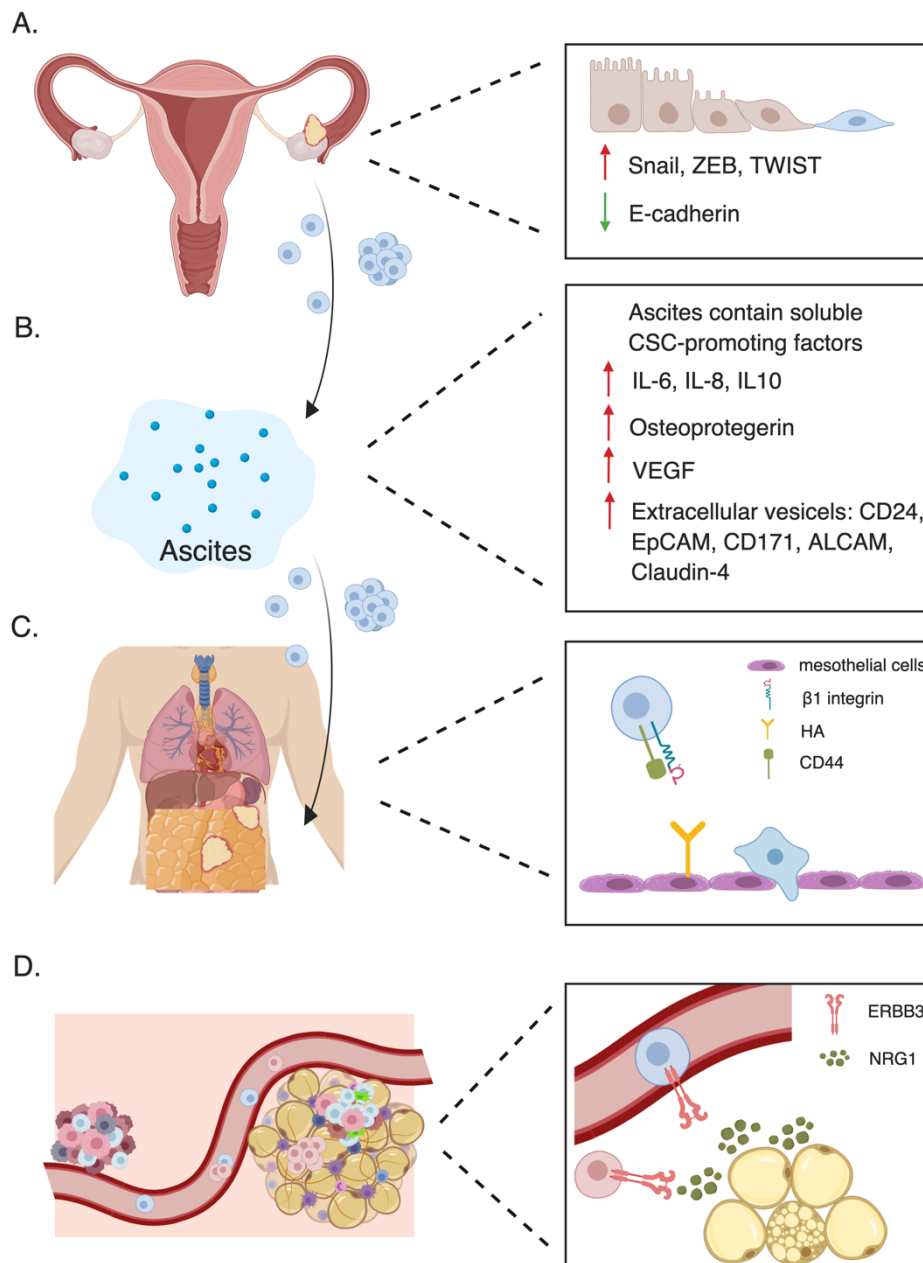 A.
Snail, ZEB, TWIST
E-cadherin
B.
Ascites contain soluble
CSC-promoting factors
IL-6, IL-8, IL10
Osteoprotegerin
VEGF
Extracellular vesicels: CD24,
EpCAM, CD171, ALCAM,
Claudin-4
Ascites
C.
mesothelial cells
β1 integrin
HA
CD44
D.
ERBB3
NRG1